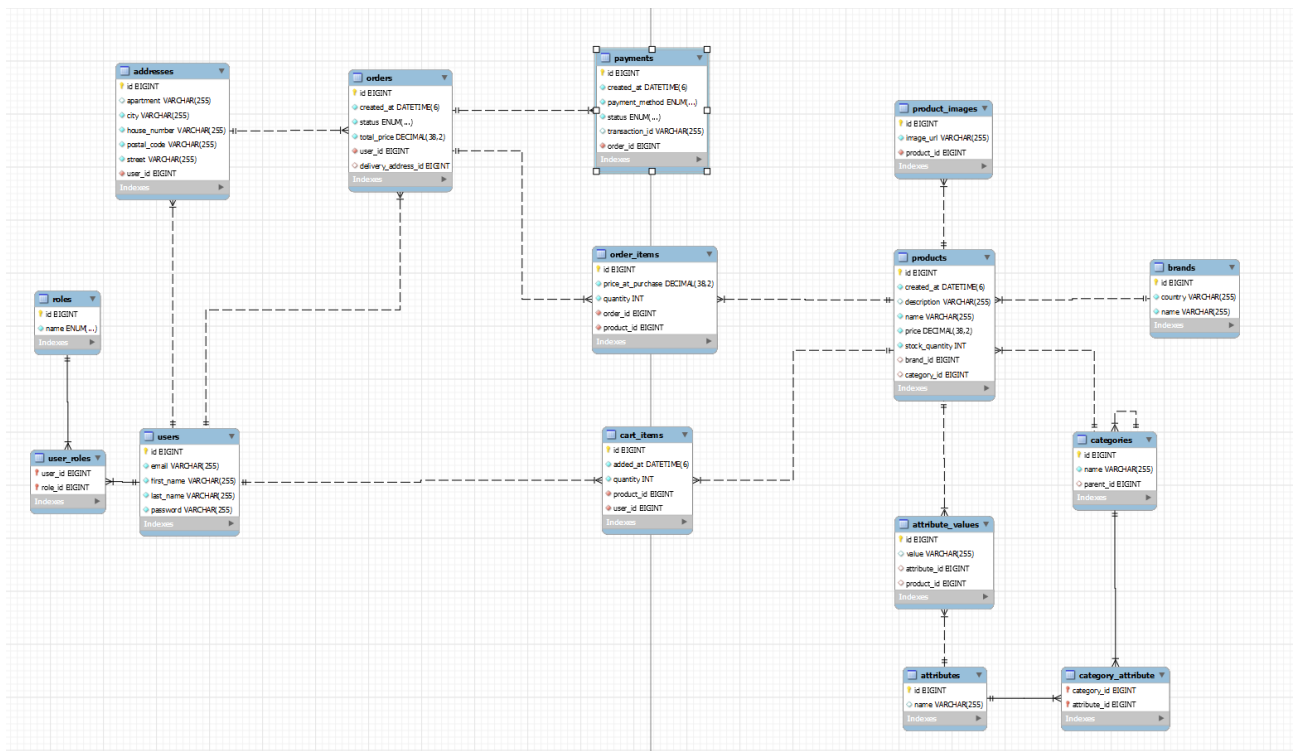 addresses
id BIGINT
apartment VARCHAR(255)
city VARCHAR(255)
house_number VARCHAR(255)
postal_code VARCHAR(255)
street VARCHAR(255)
user_id BIGINT
Indexes
orders
id BIGINT
created_at DATETIME(6)
status ENUM(...)
total_price DECIMAL(38,2)
user_id BIGINT
delivery_address_id BIGINT
Indexes
payments
id BIGINT
created_at DATETIME(6)
payment_method ENUM(...)
status ENUM(...)
transaction_id VARCHAR(255)
order_id BIGINT
Indexes
product_images
id BIGINT
image_url VARCHAR(255)
product_id BIGINT
Indexes
order_items
id BIGINT
price_at_purchase DECIMAL(38,2)
quantity INT
order_id BIGINT
product_id BIGINT
Indexes
products
id BIGINT
created_at DATETIME(6)
description VARCHAR(255)
name VARCHAR(255)
price DECIMAL(38,2)
stock_quantity INT
brand_id BIGINT
category_id BIGINT
Indexes
brands
id BIGINT
country VARCHAR(255)
name VARCHAR(255)
Indexes
roles
id BIGINT
name ENUM(...)
Indexes
user_roles
user_id BIGINT
role_id BIGINT
Indexes
users
id BIGINT
email VARCHAR(255)
first_name VARCHAR(255)
last_name VARCHAR(255)
password VARCHAR(255)
Indexes
cart_items
id BIGINT
added_at DATETIME(6)
quantity INT
product_id BIGINT
user_id BIGINT
Indexes
categories
id BIGINT
name VARCHAR(255)
parent_id BIGINT
Indexes
attribute_values
id BIGINT
value VARCHAR(255)
attribute_id BIGINT
product_id BIGINT
Indexes
attributes
id BIGINT
name VARCHAR(255)
Indexes
category_attribute
category_id BIGINT
attribute_id BIGINT
Indexes